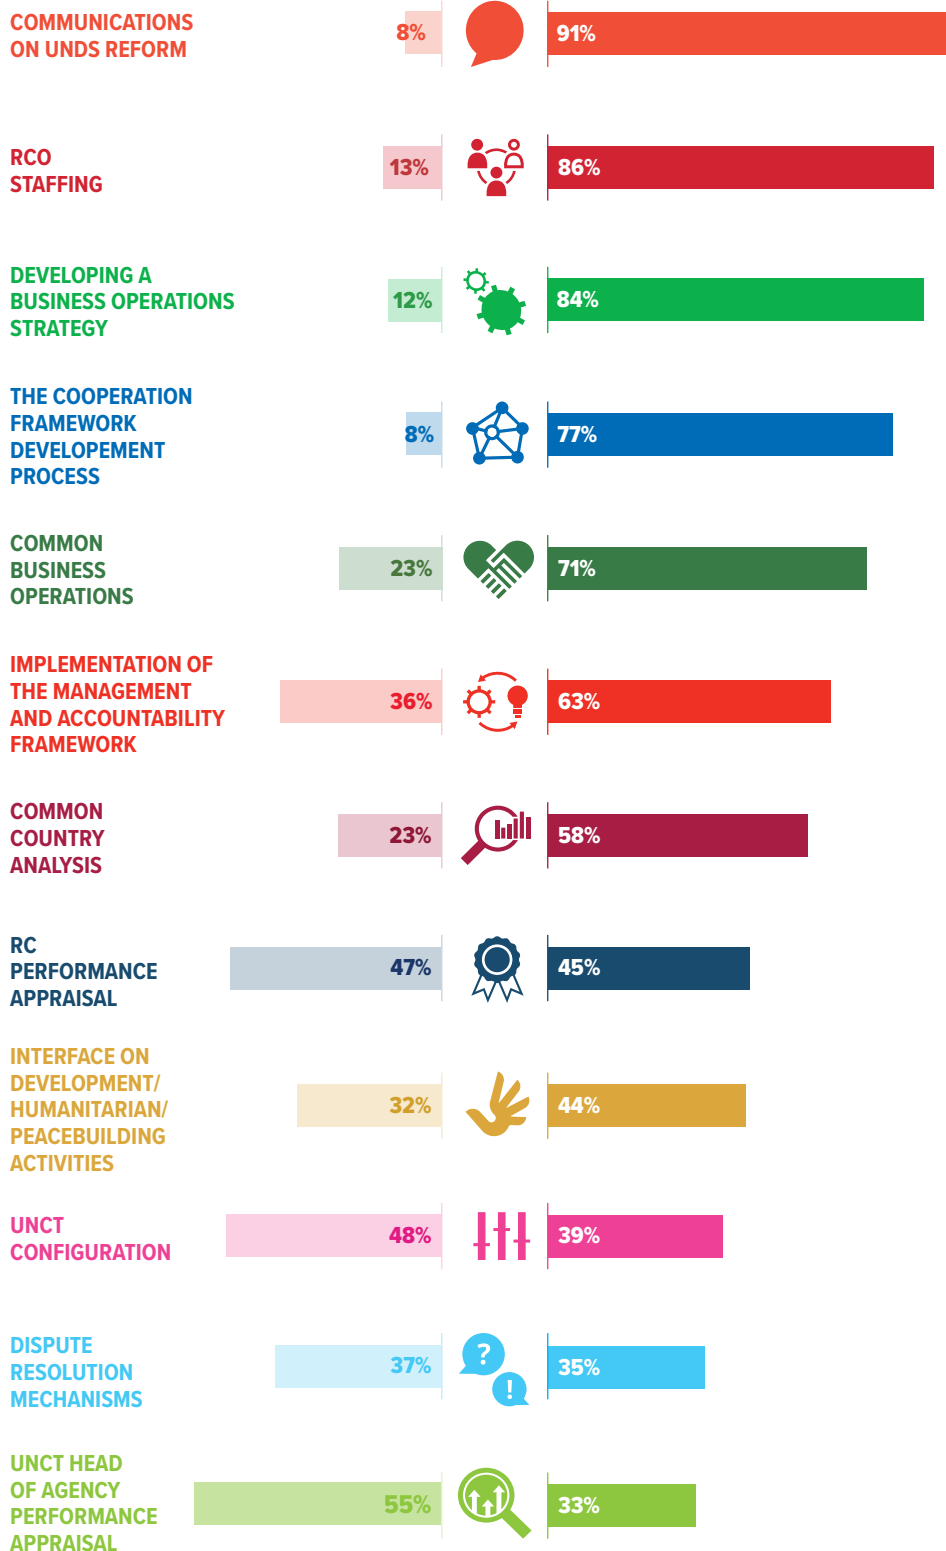 COMMUNICATIONS
ON UNDS REFORM
8%
91%
RCO
STAFFING
13%
86%
DEVELOPING A
BUSINESS OPERATIONS
STRATEGY
12%
84%
THE COOPERATION
FRAMEWORK
DEVELOPEMENT
PROCESS
8%
77%
COMMON
BUSINESS
OPERATIONS
23%
71%
IMPLEMENTATION OF
THE MANAGEMENT
AND ACCOUNTABILITY
FRAMEWORK
36%
63%
COMMON
COUNTRY
ANALYSIS
23%
58%
RC
PERFORMANCE
APPRAISAL
47%
45%
INTERFACE ON
DEVELOPMENT/
HUMANITARIAN/
PEACEBUILDING
ACTIVITIES
32%
44%
UNCT
CONFIGURATION
48%
39%
DISPUTE
RESOLUTION
MECHANISMS
37%
?
!
35%
UNCT HEAD
OF AGENCY
PERFORMANCE
APPRAISAL
55%
33%